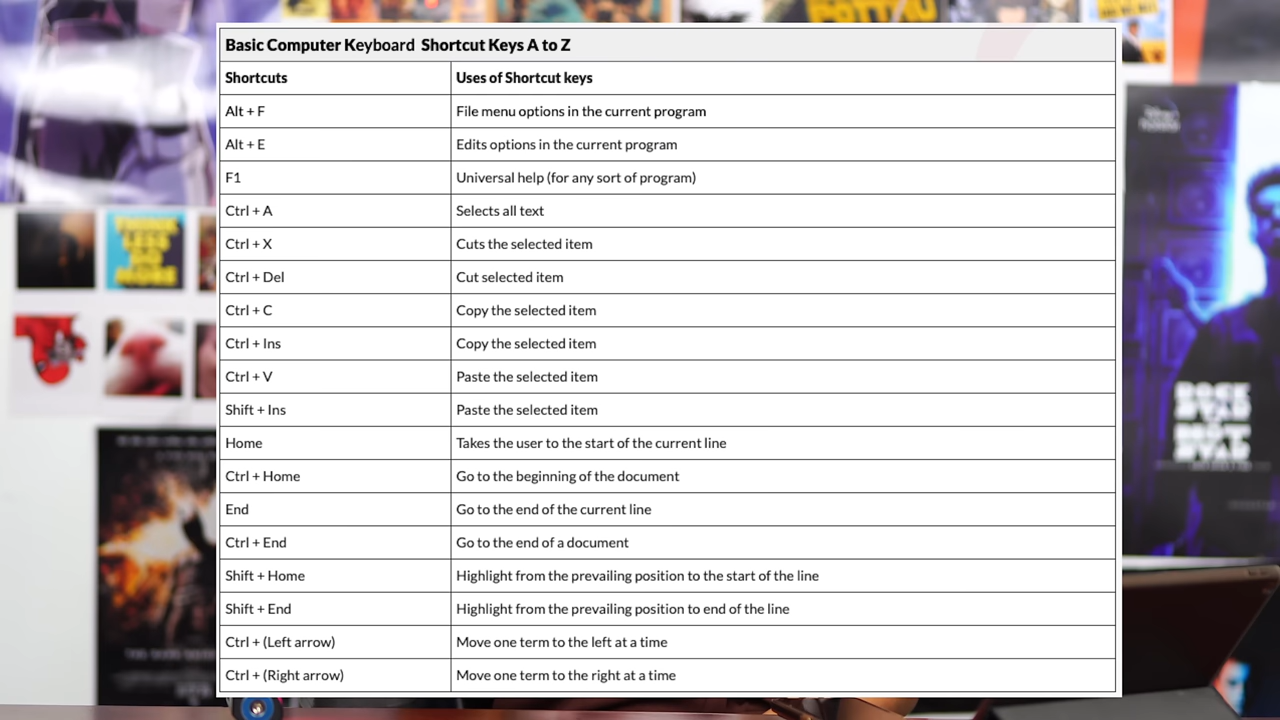 Basic Computer Keyboard Shortcut Keys A to Z
Shortcuts Uses of Shortcut keys
Alt + F File menu options in the current program
Alt + E Edits options in the current program
F1 Universal help (for any sort of program)
Ctrl + A Selects all text
Ctrl + X Cuts the selected item
Ctrl + Del Cut selected item
Ctrl + C Copy the selected item
Ctrl + Ins Copy the selected item
Ctrl + V Paste the selected item
Shift + Ins Paste the selected item
Home Takes the user to the start of the current line
Ctrl + Home Go to the beginning of the document
End Go to the end of the current line
Ctrl + End Go to the end of a document
Shift + Home Highlight from the prevailing position to the start of the line
Shift + End Highlight from the prevailing position to end of the line
Ctrl + (Left arrow) Move one term to the left at a time
Ctrl + (Right arrow) Move one term to the right at a time
THINK
LESS
DO
MORE